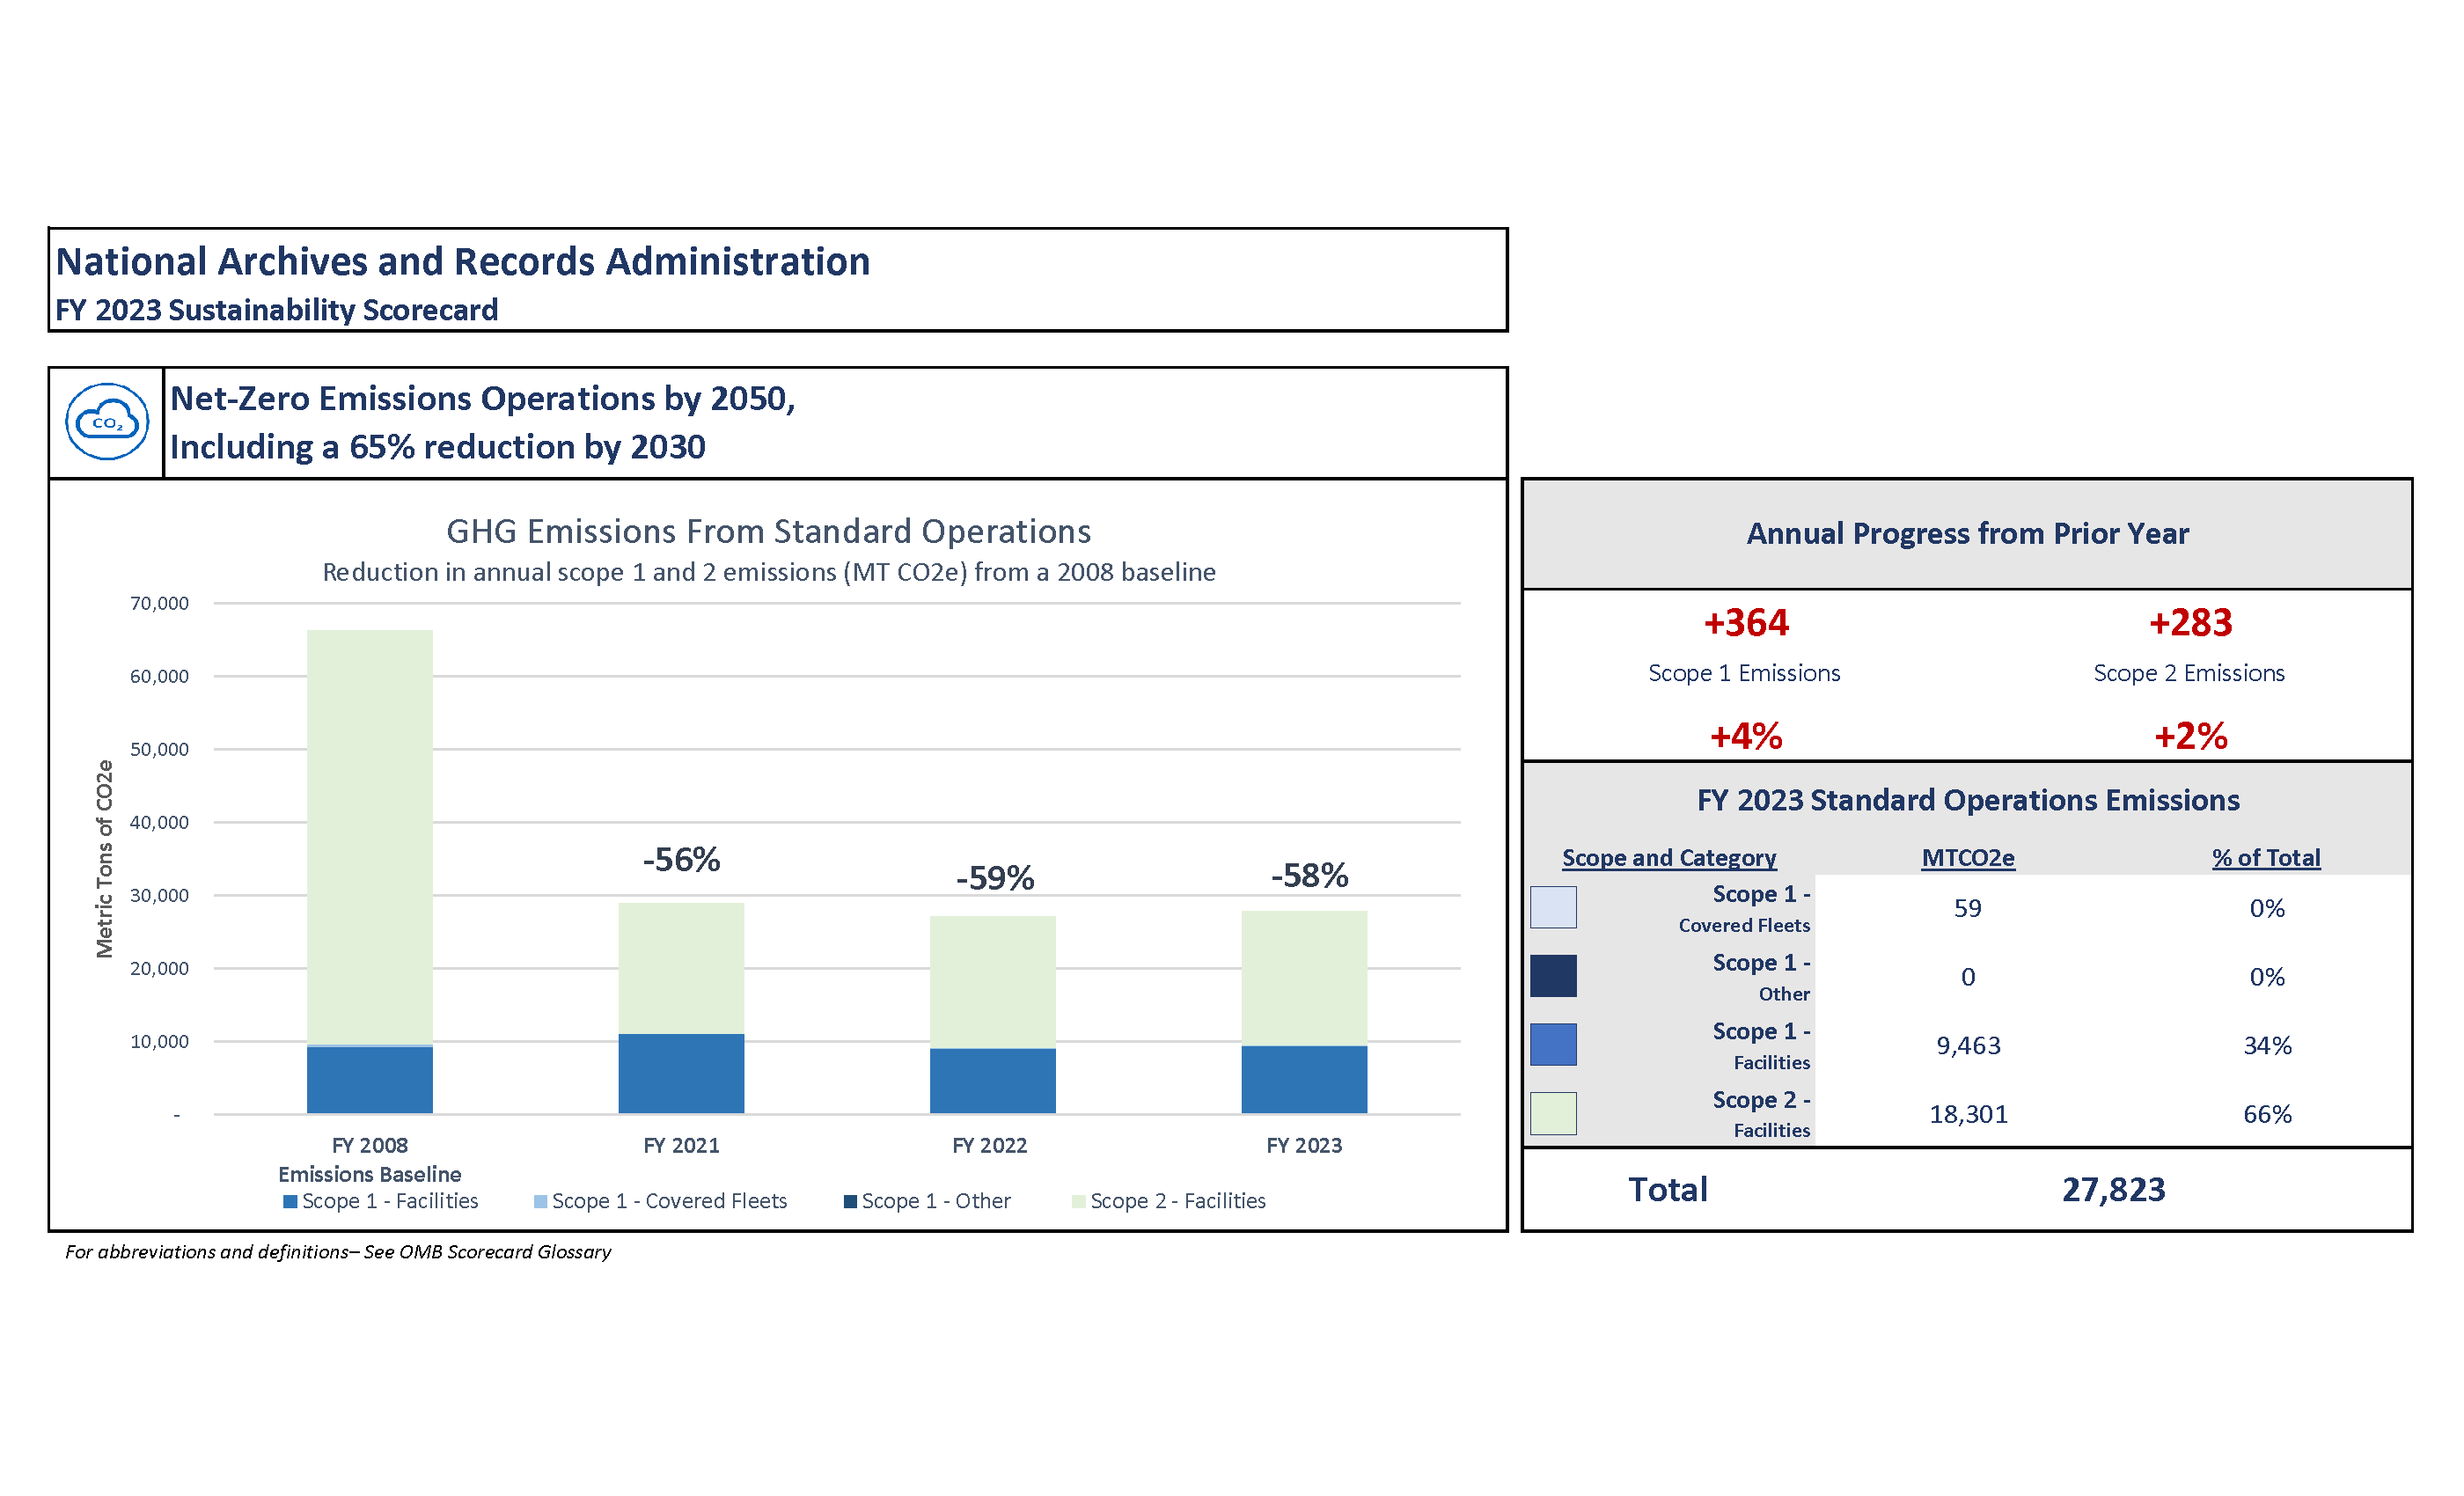 National Archives and Records Administration
FY 2023 Sustainability Scorecard
CO₂
Net-Zero Emissions Operations by 2050,
Including a 65% reduction by 2030
GHG Emissions From Standard Operations
Reduction in annual scope 1 and 2 emissions (MT CO2e) from a 2008 baseline
Metric Tons of CO2e
70,000
60,000
50,000
40,000
30,000
20,000
10,000
-
-56%
-59%
-58%
FY 2008
Emissions Baseline
FY 2021
FY 2022
FY 2023
Scope 1 - Facilities
Scope 1 - Covered Fleets
Scope 1 - Other
Scope 2 - Facilities
For abbreviations and definitions– See OMB Scorecard Glossary
Annual Progress from Prior Year
+364 +283
Scope 1 Emissions Scope 2 Emissions
+4% +2%
FY 2023 Standard Operations Emissions
Scope and Category MTCO2e % of Total
Scope 1 -
Covered Fleets 59 0%
Scope 1 -
Other 0 0%
Scope 1 -
Facilities 9,463 34%
Scope 2 -
Facilities 18,301 66%
Total 27,823